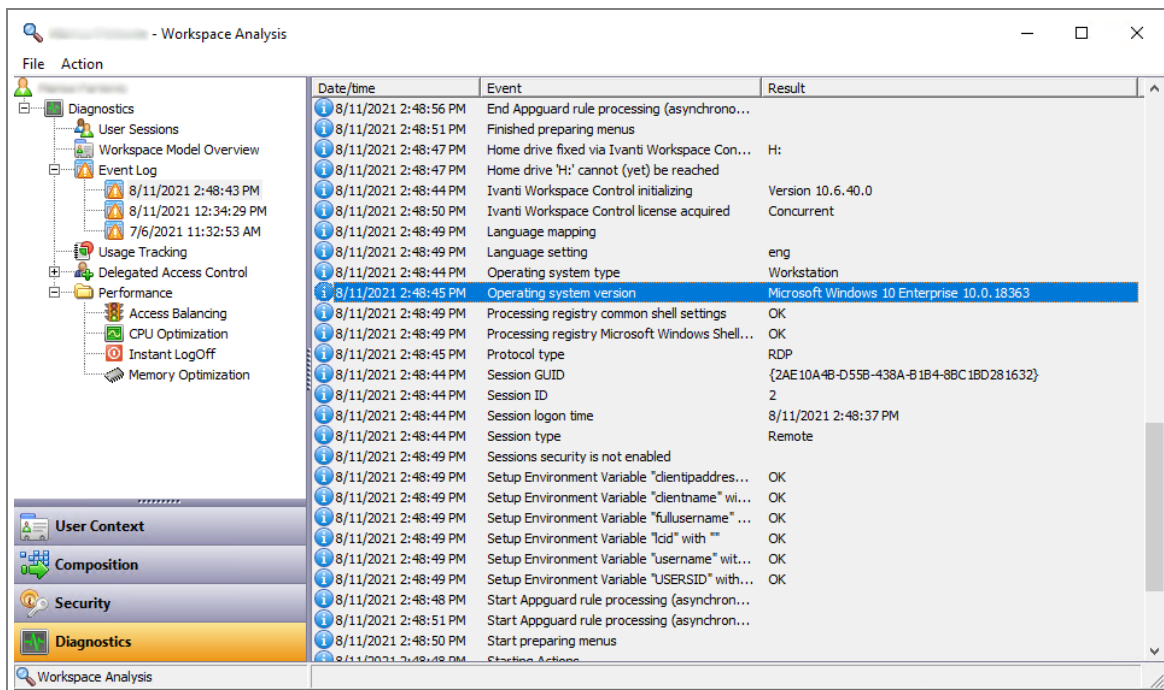 - Workspace Analysis
File Action
Diagnostics
User Sessions
Workspace Model Overview
Event Log
8/11/2021 2:48:43 PM
8/11/2021 12:34:29 PM
7/6/2021 11:32:53 AM
Usage Tracking
Delegated Access Control
Performance
Access Balancing
CPU Optimization
Instant LogOff
Memory Optimization
User Context
Composition
Security
Diagnostics
Date/time Event Result
8/11/2021 2:48:56 PM End Appguard rule processing (asynchrono...
8/11/2021 2:48:51 PM Finished preparing menus
8/11/2021 2:48:47 PM Home drive fixed via Ivanti Workspace Con... H:
8/11/2021 2:48:47 PM Home drive 'H:' cannot (yet) be reached
8/11/2021 2:48:44 PM Ivanti Workspace Control initializing Version 10.6.40.0
8/11/2021 2:48:50 PM Ivanti Workspace Control license acquired Concurrent
8/11/2021 2:48:49 PM Language mapping
8/11/2021 2:48:49 PM Language setting eng
8/11/2021 2:48:44 PM Operating system type Workstation
8/11/2021 2:48:45 PM Operating system version Microsoft Windows 10 Enterprise 10.0.18363
8/11/2021 2:48:49 PM Processing registry common shell settings OK
8/11/2021 2:48:49 PM Processing registry Microsoft Windows Shell... OK
8/11/2021 2:48:45 PM Protocol type RDP
8/11/2021 2:48:44 PM Session GUID {2AE10A4B-D55B-438A-B1B4-8BC1BD281632}
8/11/2021 2:48:44 PM Session ID 2
8/11/2021 2:48:44 PM Session logon time 8/11/2021 2:48:37 PM
8/11/2021 2:48:44 PM Session type Remote
8/11/2021 2:48:49 PM Sessions security is not enabled
8/11/2021 2:48:49 PM Setup Environment Variable "clientipaddres... OK
8/11/2021 2:48:49 PM Setup Environment Variable "clientname" wi... OK
8/11/2021 2:48:49 PM Setup Environment Variable "fullusername" ... OK
8/11/2021 2:48:49 PM Setup Environment Variable "lcid" with "" OK
8/11/2021 2:48:49 PM Setup Environment Variable "username" wit... OK
8/11/2021 2:48:49 PM Setup Environment Variable "USERSID" with... OK
8/11/2021 2:48:48 PM Start Appguard rule processing (asynchron...
8/11/2021 2:48:51 PM Start Appguard rule processing (asynchron...
8/11/2021 2:48:50 PM Start preparing menus
8/11/2021 2:48:48 PM Starting Actions
Workspace Analysis